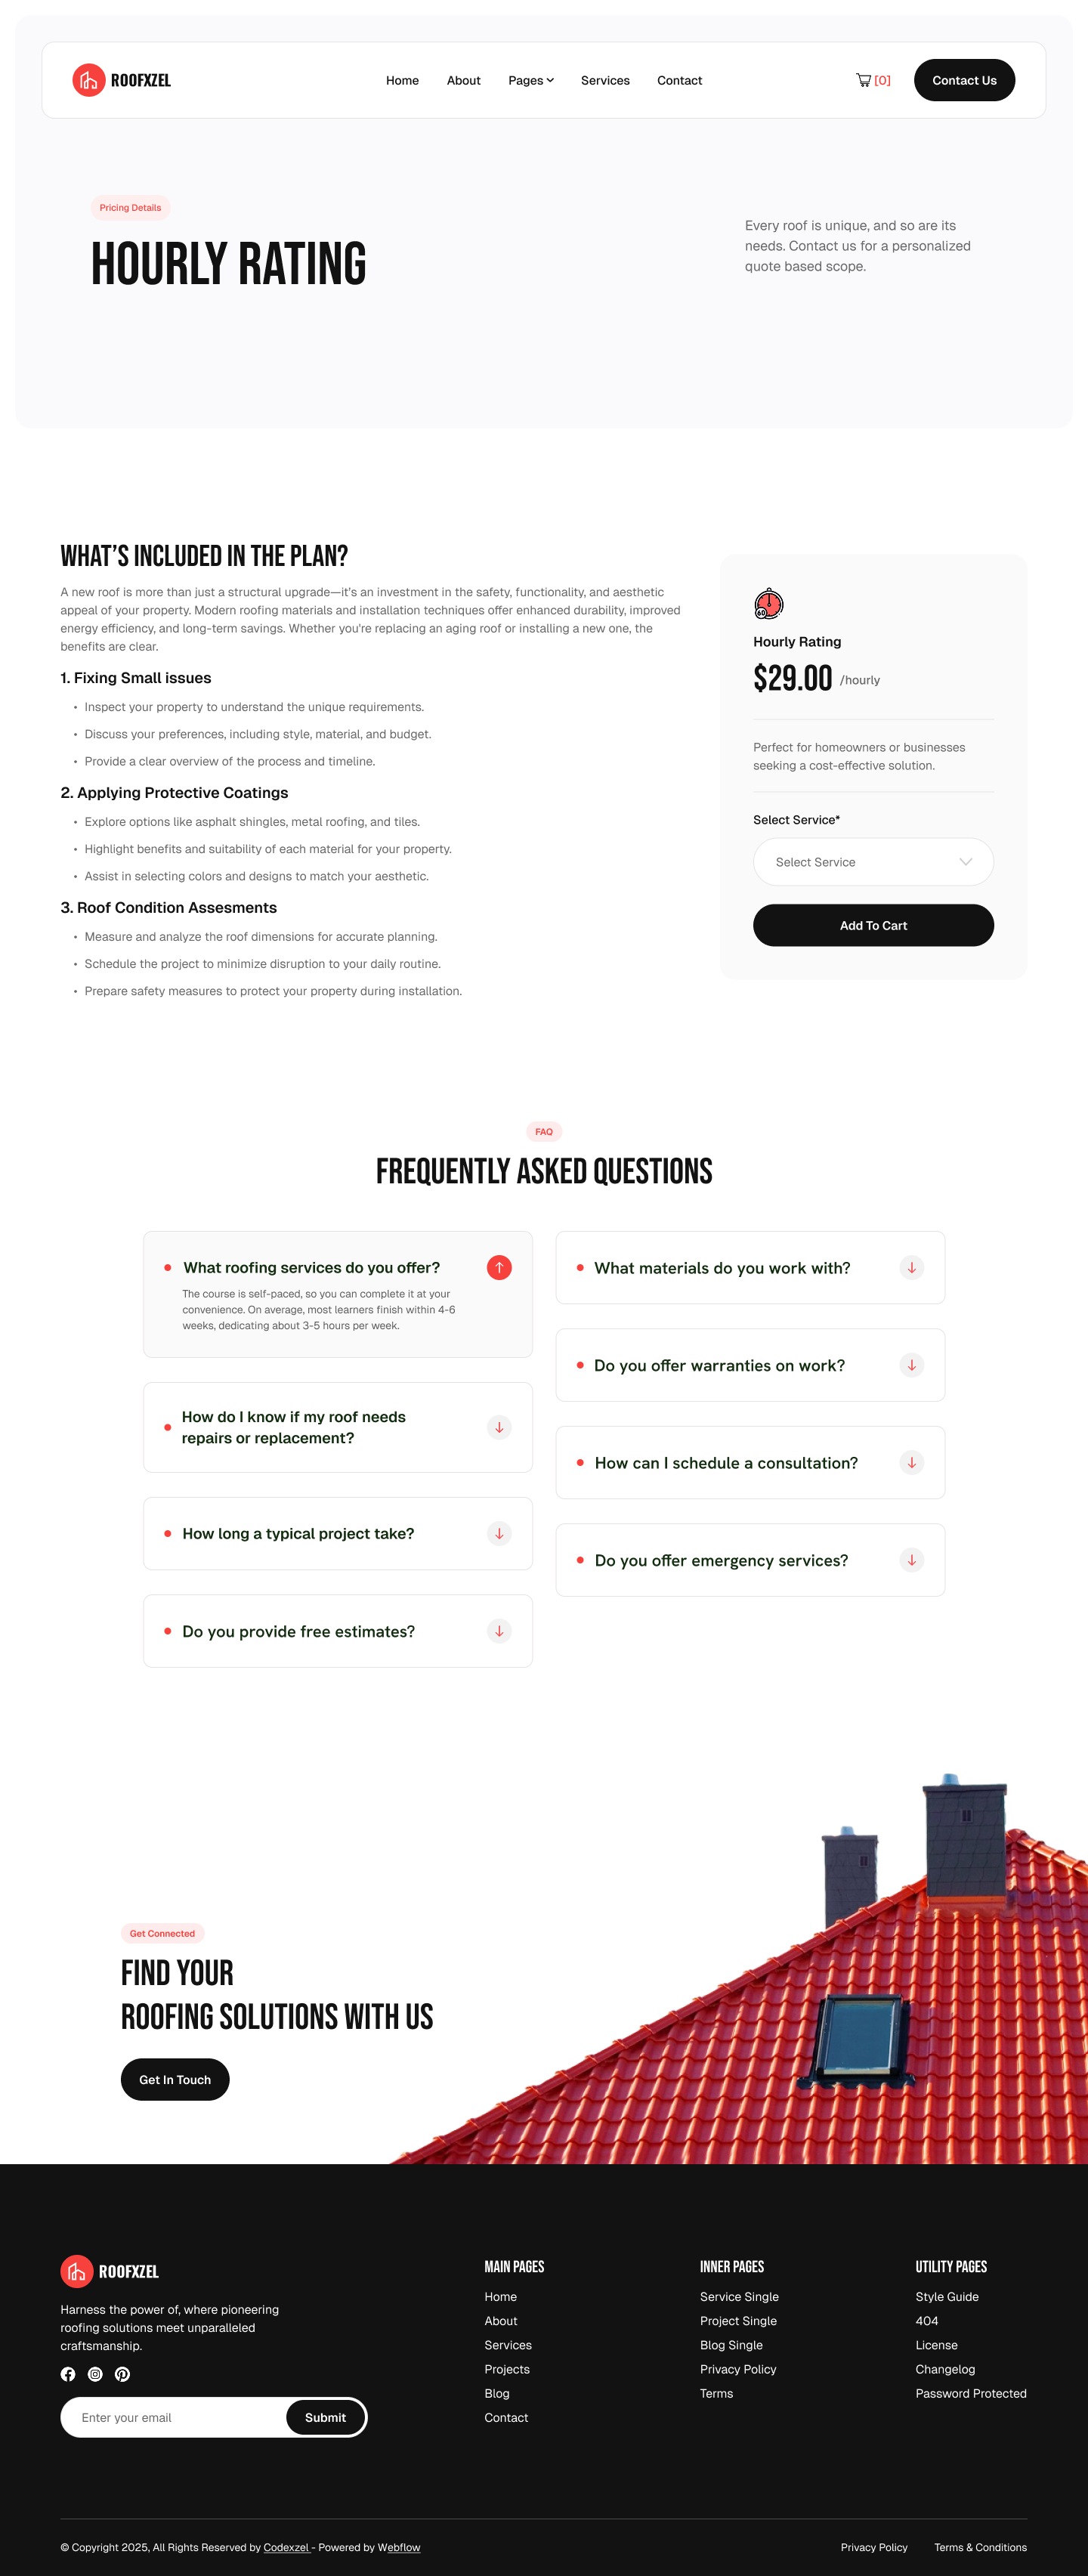 ROOFXZEL
Home
About
Pages
Services
Contact
[0]
Contact Us
Pricing Details
HOURLY RATING
Every roof is unique, and so are its
needs. Contact us for a personalized
quote based scope.
WHAT'S INCLUDED IN THE PLAN?
A new roof is more than just a structural upgrade—it's an investment in the safety, functionality, and aesthetic
appeal of your property. Modern roofing materials and installation techniques offer enhanced durability, improved
energy efficiency, and long-term savings. Whether you're replacing an aging roof or installing a new one, the
benefits are clear.
1. Fixing Small issues
• Inspect your property to understand the unique requirements.
• Discuss your preferences, including style, material, and budget.
• Provide a clear overview of the process and timeline.
2. Applying Protective Coatings
• Explore options like asphalt shingles, metal roofing, and tiles.
• Highlight benefits and suitability of each material for your property.
• Assist in selecting colors and designs to match your aesthetic.
3. Roof Condition Assesments
• Measure and analyze the roof dimensions for accurate planning.
• Schedule the project to minimize disruption to your daily routine.
• Prepare safety measures to protect your property during installation.
60
Hourly Rating
$29.00 /hourly
Perfect for homeowners or businesses
seeking a cost-effective solution.
Select Service*
Select Service
Add To Cart
FAQ
FREQUENTLY ASKED QUESTIONS
What roofing services do you offer?
The course is self-paced, so you can complete it at your
convenience. On average, most learners finish within 4-6
weeks, dedicating about 3-5 hours per week.
How do I know if my roof needs
repairs or replacement?
How long a typical project take?
Do you provide free estimates?
What materials do you work with?
Do you offer warranties on work?
How can I schedule a consultation?
Do you offer emergency services?
Get Connected
FIND YOUR
ROOFING SOLUTIONS WITH US
Get In Touch
ROOFXZEL
Harness the power of, where pioneering
roofing solutions meet unparalleled
craftsmanship.
Enter your email
Submit
MAIN PAGES
Home
About
Services
Projects
Blog
Contact
INNER PAGES
Service Single
Project Single
Blog Single
Privacy Policy
Terms
UTILITY PAGES
Style Guide
404
License
Changelog
Password Protected
© Copyright 2025, All Rights Reserved by Codexzel - Powered by Webflow
Privacy Policy
Terms & Conditions